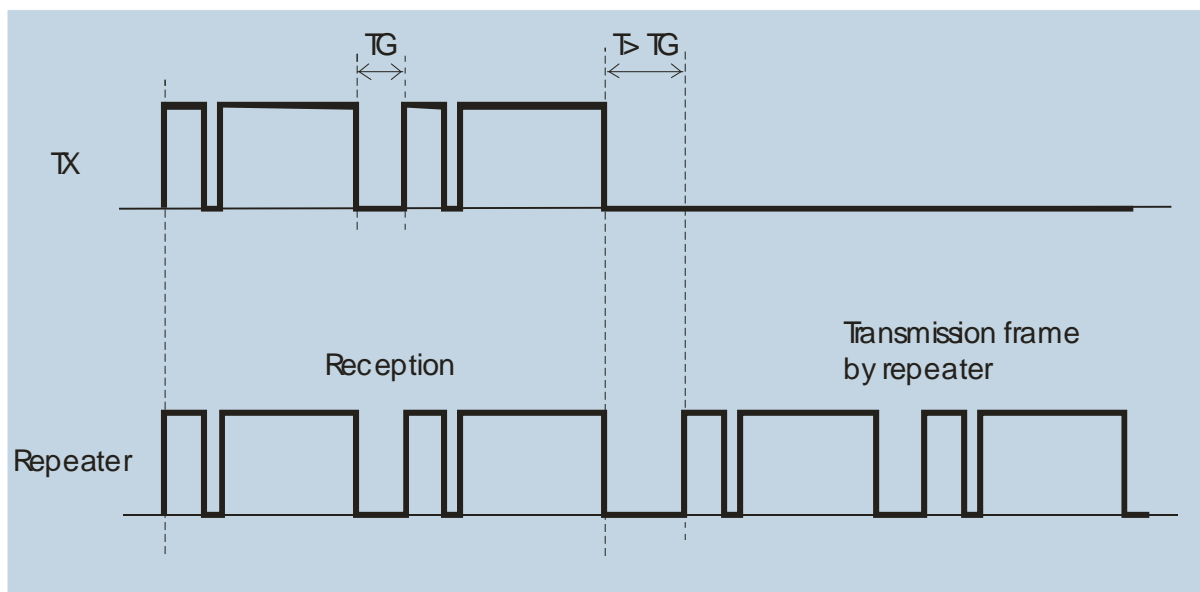 TG
T> TG
TX
Transmission frame
by repeater
Reception
Repeater